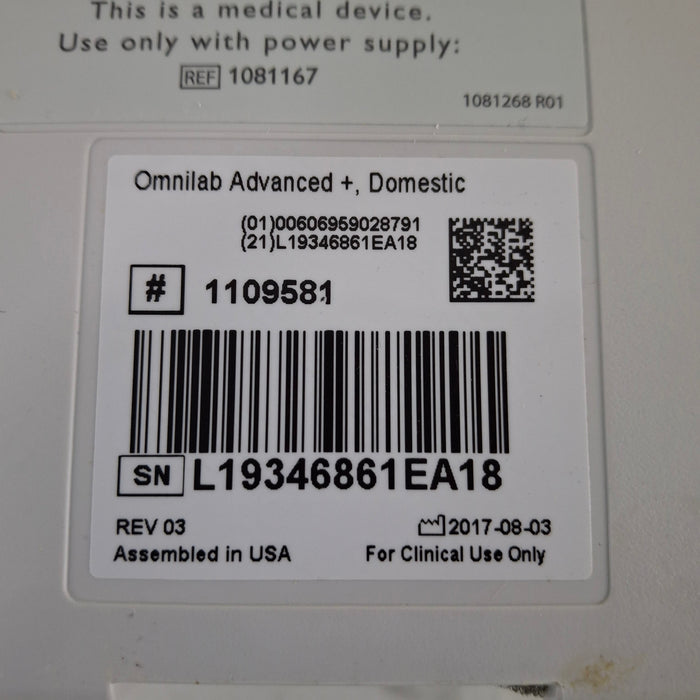 This is a medical device.
Use only with power supply:
REF 1081167
1081268 R01
Omnilab Advanced +, Domestic
(01)00606959028791
(21)L19346861EA18
# 1109581
SN L19346861EA18
REV 03 2017-08-03
Assembled in USA For Clinical Use Only